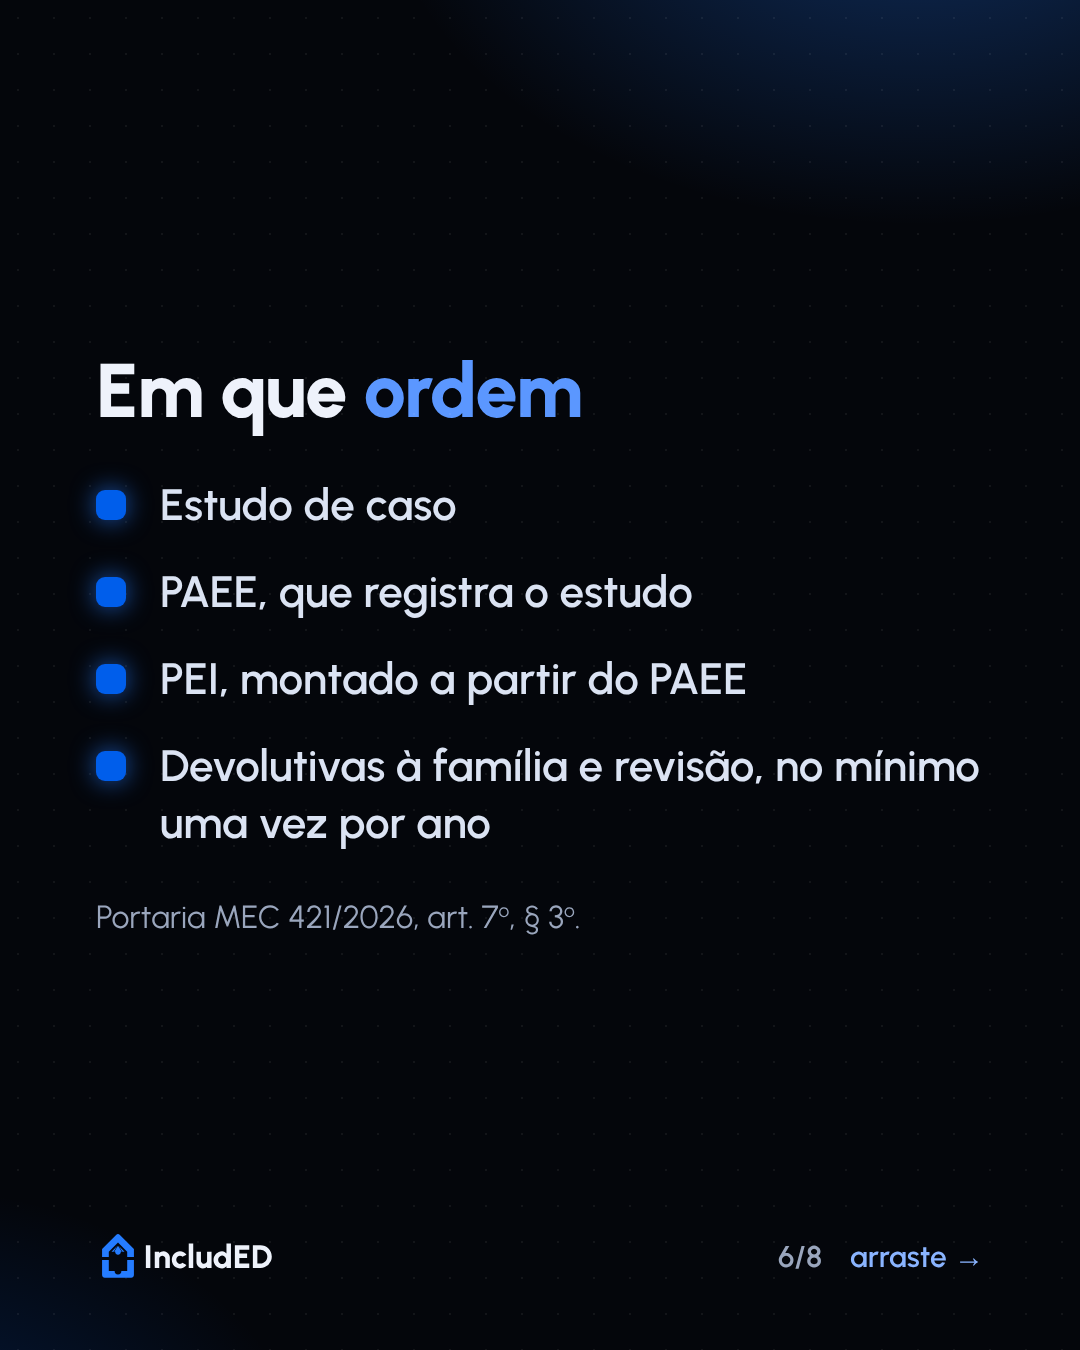 Em que ordem
Estudo de caso
PAEE, que registra o estudo
PEI, montado a partir do PAEE
Devolutivas à família e revisão, no mínimo
uma vez por ano
Portaria MEC 421/2026, art. 7º, § 3º.
IncludED
6/8 arraste →